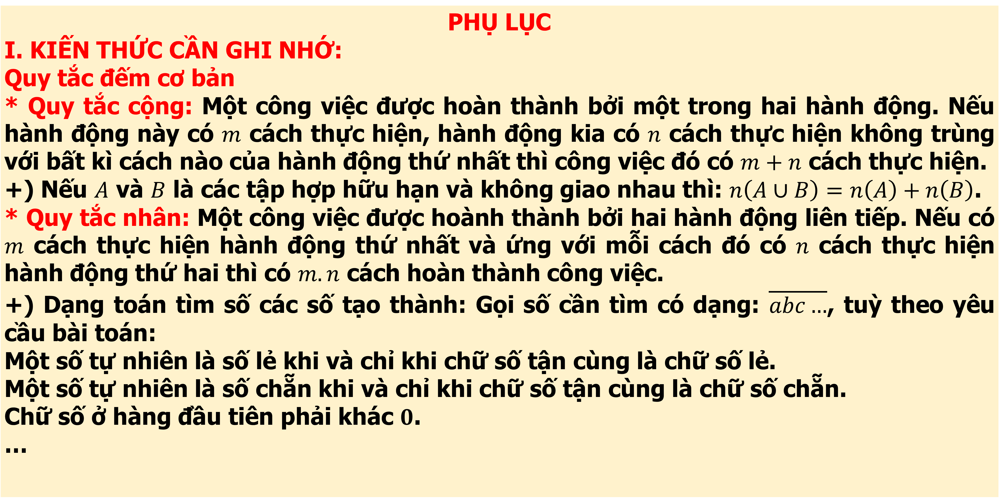 PHỤ LỤC
I. KIẾN THỨC CẦN GHI NHỚ:
Quy tắc đếm cơ bản
* Quy tắc cộng: Một công việc được hoàn thành bởi một trong hai hành động. Nếu
hành động này có m cách thực hiện, hành động kia có n cách thực hiện không trùng
với bất kì cách nào của hành động thứ nhất thì công việc đó có m + n cách thực hiện.
+) Nếu A và B là các tập hợp hữu hạn và không giao nhau thì: n(A ∪ B) = n(A) + n(B).
* Quy tắc nhân: Một công việc được hoành thành bởi hai hành động liên tiếp. Nếu có
m cách thực hiện hành động thứ nhất và ứng với mỗi cách đó có n cách thực hiện
hành động thứ hai thì có m. n cách hoàn thành công việc.
+) Dạng toán tìm số các số tạo thành: Gọi số cần tìm có dạng: \overline{abc ...}, tuỳ theo yêu
cầu bài toán:
Một số tự nhiên là số lẻ khi và chỉ khi chữ số tận cùng là chữ số lẻ.
Một số tự nhiên là số chẵn khi và chỉ khi chữ số tận cùng là chữ số chẵn.
Chữ số ở hàng đầu tiên phải khác 0.
...